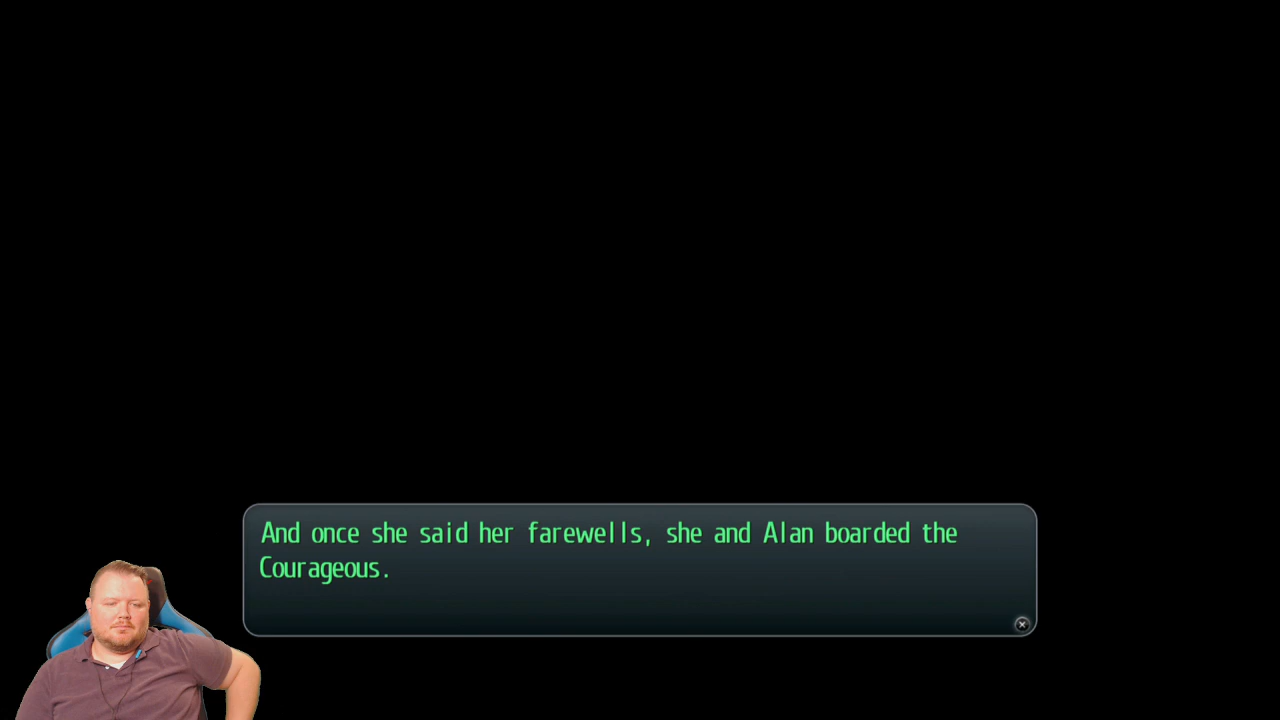 And once she said her farewells, she and Alan boarded the
Courageous.